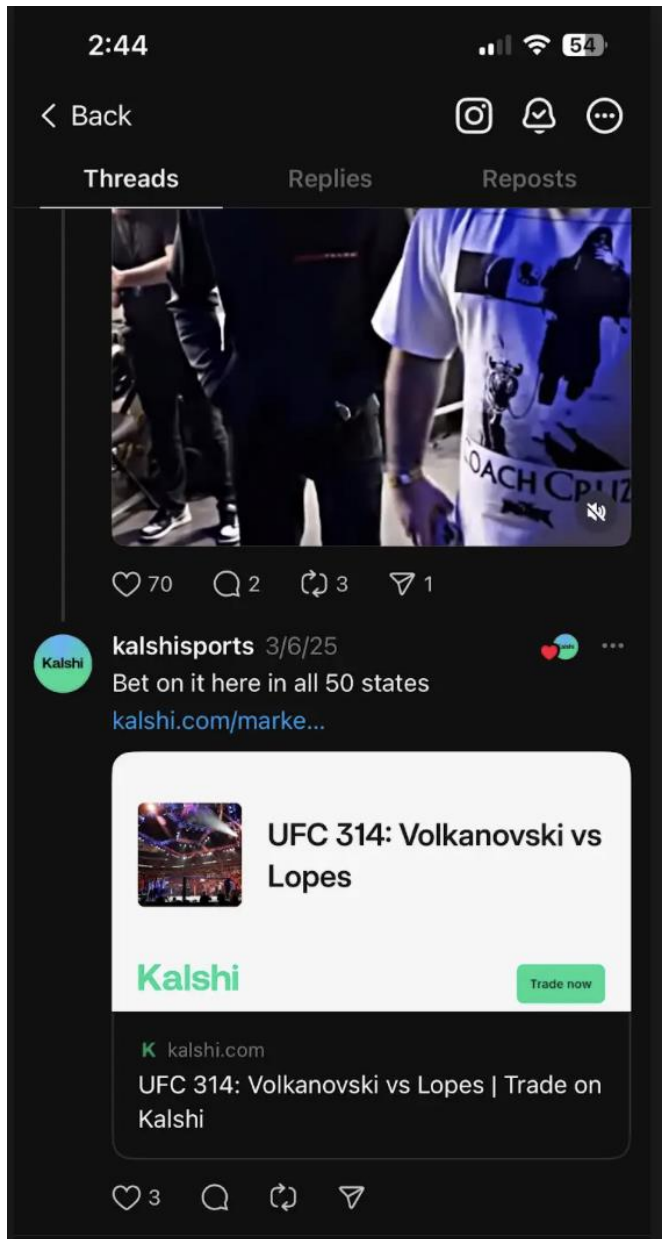 2:44
54
Back
Threads Replies Reposts
OACH CRUZ
70 2 3 1
Kalshi
kalshisports 3/6/25
Bet on it here in all 50 states
kalshi.com/marke...
UFC 314: Volkanovski vs
Lopes
Kalshi
Trade now
K kalshi.com
UFC 314: Volkanovski vs Lopes | Trade on
Kalshi
3